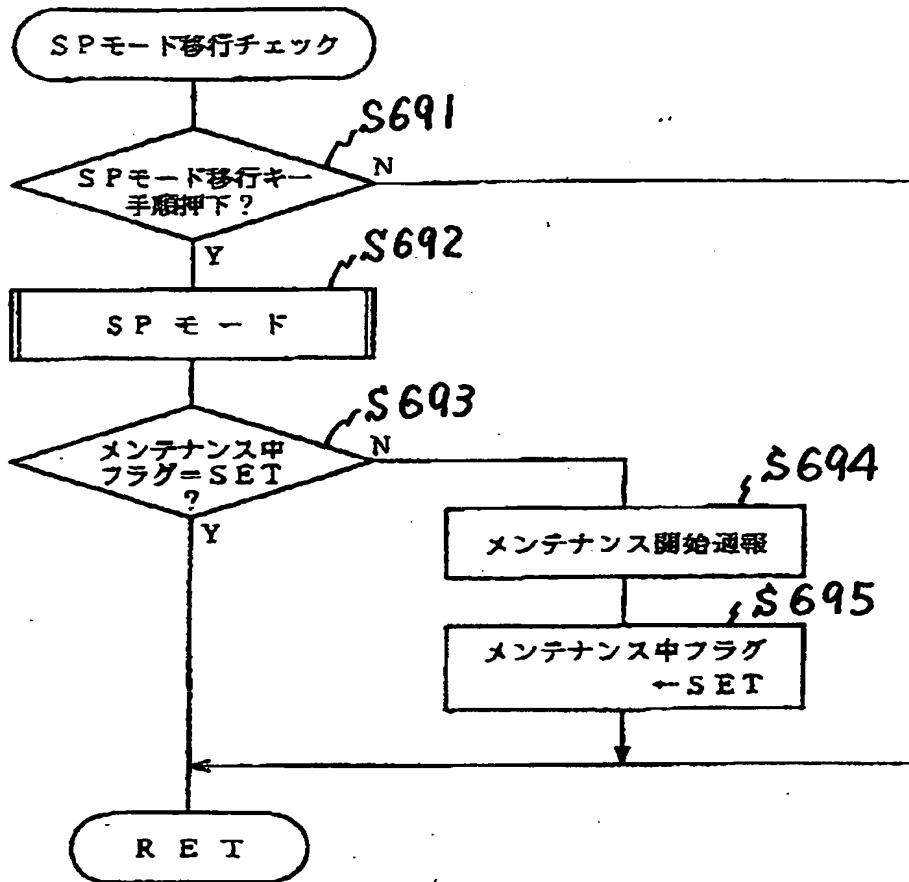 SPモード移行チェック
S691
SPモード移行キー
手順押下?
N
Y
S692
SPモード
S693
メンテナンス中
フラグ=SET
?
N
Y
S694
メンテナンス開始通報
S695
メンテナンス中フラグ
←SET
RET